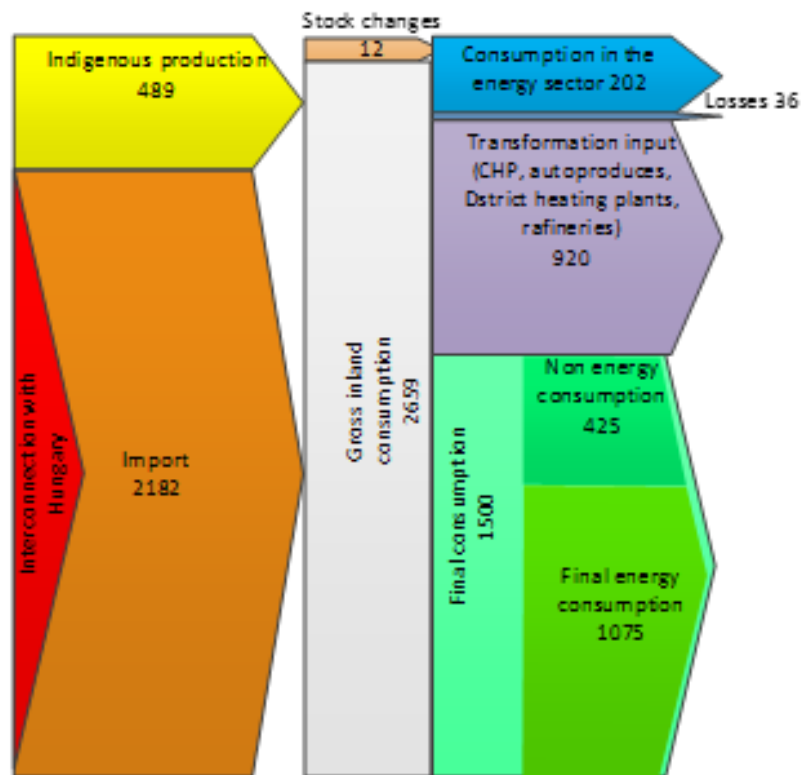 Stock changes
12
Indigenous production
489
Consumption in the
energy sector 202
Losses 36
Transformation input
(CHP, autoproduces,
Dstrict heating plants,
rafineries)
920
Interconnection with
Hungary
Import
2182
Gross inland
consumption
2659
Final consumption
1500
Non energy
consumption
425
Final energy
consumption
1075